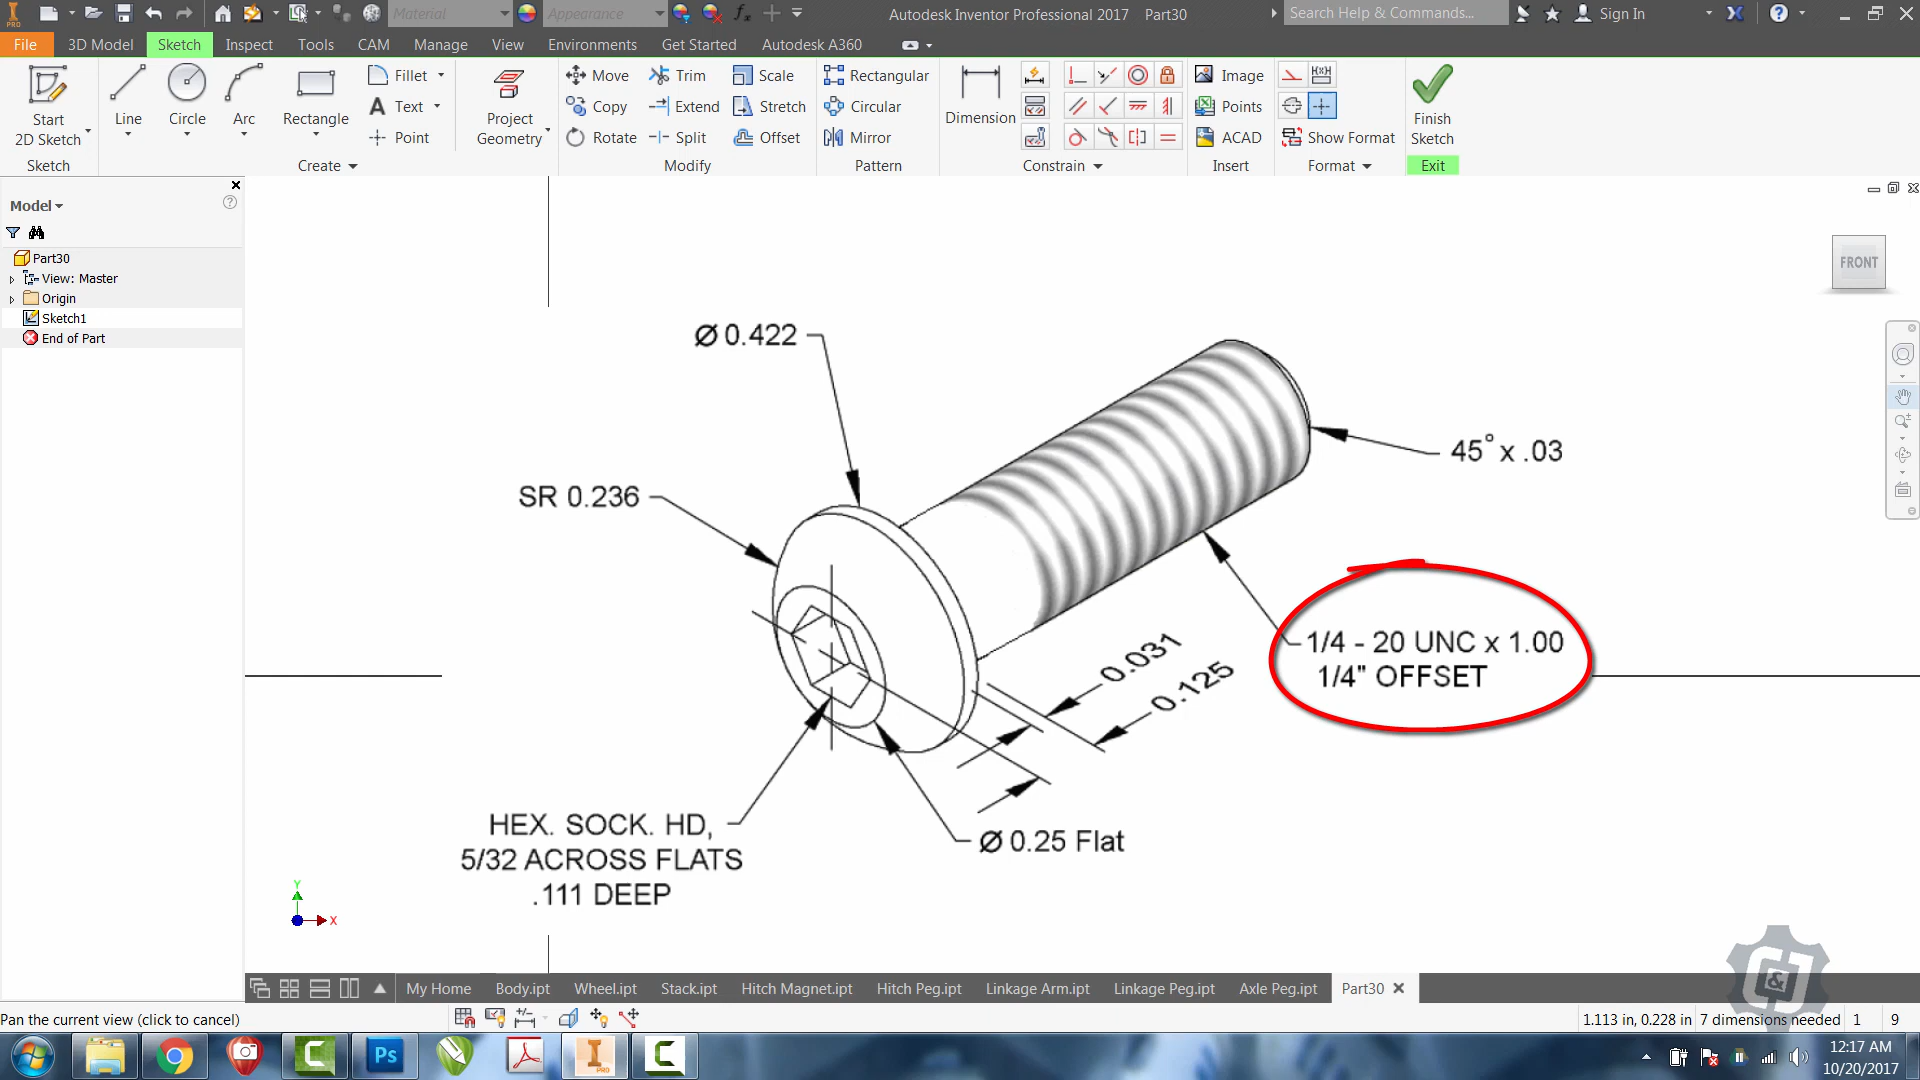 PRO
Material
Appearance
fx
Autodesk Inventor Professional 2017 Part30
Search Help & Commands...
Sign In
File 3D Model Sketch Inspect Tools CAM Manage View Environments Get Started Autodesk A360
Start 2D Sketch
Line
Circle
Arc
Rectangle
Fillet
Text
Point
Project Geometry
Move
Copy
Rotate
Trim
Extend
Split
Scale
Stretch
Offset
Rectangular
Circular
Mirror
Dimension
Image
Points
ACAD
Show Format
Finish Sketch
Sketch Create Modify Pattern Constrain Insert Format Exit
Model
Part30
View: Master
Origin
Sketch1
End of Part
FRONT
Ø 0.422
45° x .03
SR 0.236
1/4 - 20 UNC x 1.00
1/4" OFFSET
0.031
0.125
Ø 0.25 Flat
HEX. SOCK. HD,
5/32 ACROSS FLATS
.111 DEEP
Y
X
My Home Body.ipt Wheel.ipt Stack.ipt Hitch Magnet.ipt Hitch Peg.ipt Linkage Arm.ipt Linkage Peg.ipt Axle Peg.ipt Part30
Pan the current view (click to cancel)
1.113 in, 0.228 in 7 dimensions needed 1 9
Ps
PRO
12:17 AM
10/20/2017